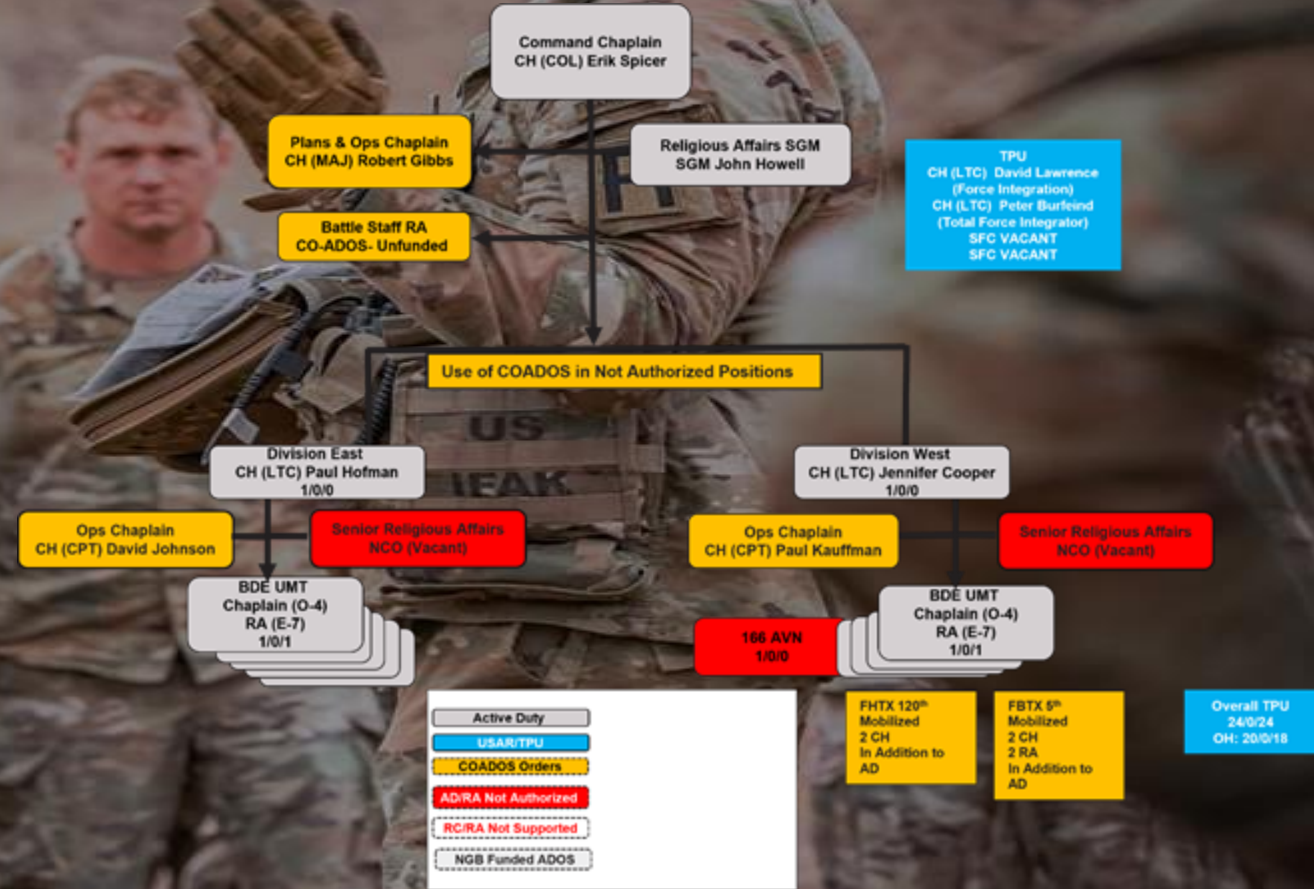 Command Chaplain
CH (COL) Erik Spicer
Plans & Ops Chaplain
CH (MAJ) Robert Gibbs
Religious Affairs SGM
SGM John Howell
TPU
CH (LTC) David Lawrence
(Force Integration)
CH (LTC) Peter Burfeind
(Total Force Integrator)
SFC VACANT
SFC VACANT
Battle Staff RA
CO-ADOS- Unfunded
Use of COADOS in Not Authorized Positions
US
IFAK
Division East
CH (LTC) Paul Hofman
1/0/0
Division West
CH (LTC) Jennifer Cooper
1/0/0
Ops Chaplain
CH (CPT) David Johnson
Senior Religious Affairs
NCO (Vacant)
Ops Chaplain
CH (CPT) Paul Kauffman
Senior Religious Affairs
NCO (Vacant)
BDE UMT
Chaplain (O-4)
RA (E-7)
1/0/1
166 AVN
1/0/0
BDE UMT
Chaplain (O-4)
RA (E-7)
1/0/1
FHTX 120th
Mobilized
2 CH
In Addition to
AD
FBTX 5th
Mobilized
2 CH
2 RA
In Addition to
AD
Overall TPU
24/0/24
OH: 20/0/18
Active Duty
USAR/TPU
COADOS Orders
AD/RA Not Authorized
RC/RA Not Supported
NGB Funded ADOS